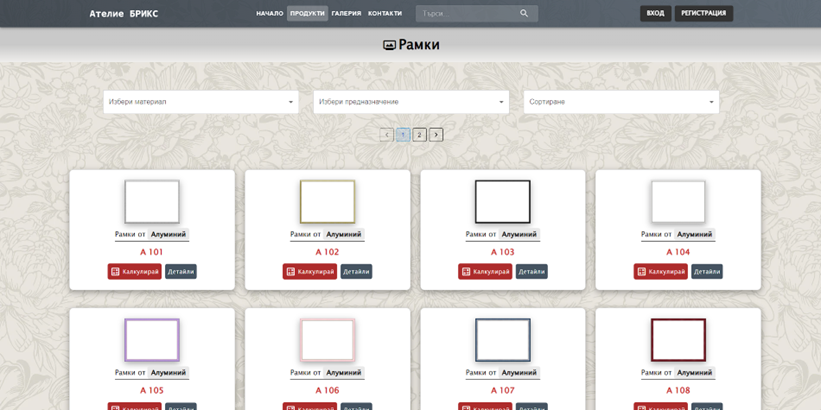 Ателие БРИКС
НАЧАЛО ПРОДУКТИ ГАЛЕРИЯ КОНТАКТИ
Търси
ВХОД РЕГИСТРАЦИЯ
Рамки
Избери материал
Избери предназначение
Сортиране
1 2
Рамки от Алуминий
A 101
Калкулирай Детайли
Рамки от Алуминий
A 102
Калкулирай Детайли
Рамки от Алуминий
A 103
Калкулирай Детайли
Рамки от Алуминий
A 104
Калкулирай Детайли
Рамки от Алуминий
A 105
Калкулирай Детайли
Рамки от Алуминий
A 106
Калкулирай Детайли
Рамки от Алуминий
A 107
Калкулирай Детайли
Рамки от Алуминий
A 108
Калкулирай Детайли